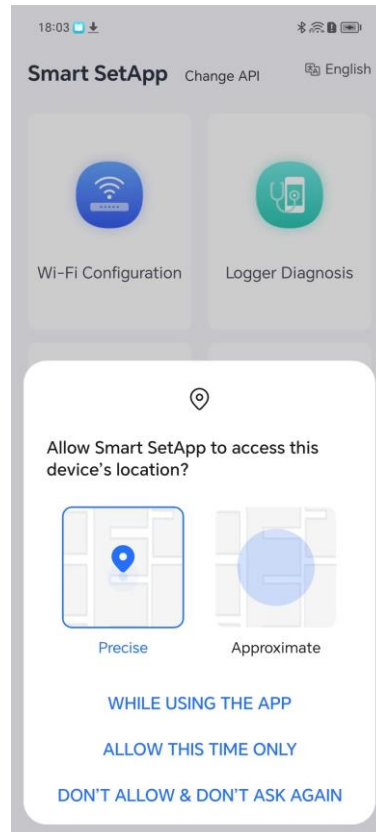 18:03
Smart SetApp Change API English
Wi-Fi Configuration Logger Diagnosis
Allow Smart SetApp to access this
device's location?
Precise Approximate
WHILE USING THE APP
ALLOW THIS TIME ONLY
DON'T ALLOW & DON'T ASK AGAIN